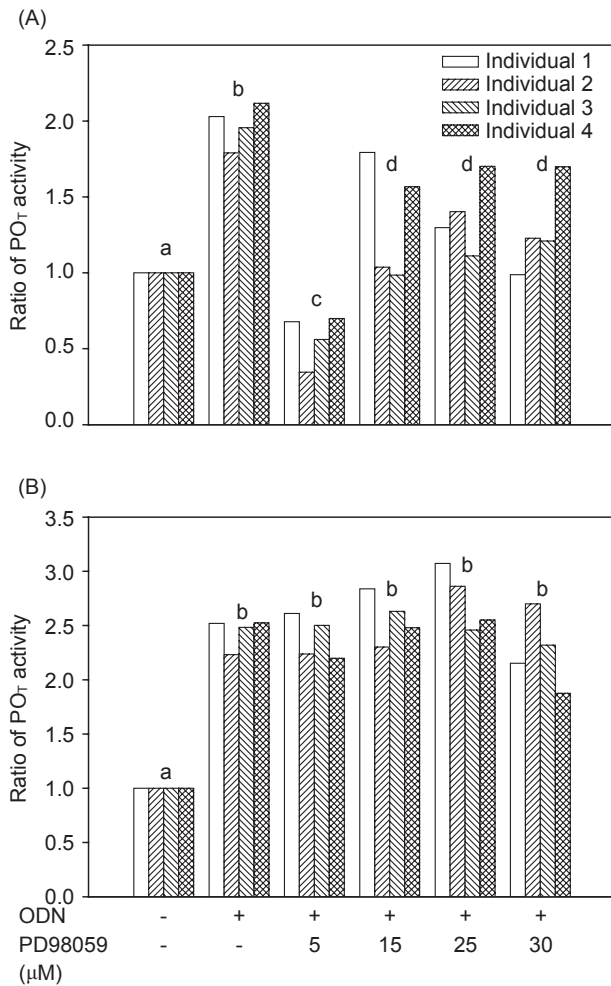 (A)
Ratio of POT activity
2.5
2.0
1.5
1.0
0.5
0.0
Individual 1
Individual 2
Individual 3
Individual 4
a
b
c
d
d
d
(B)
Ratio of POT activity
3.5
3.0
2.5
2.0
1.5
1.0
0.5
0.0
a
b
b
b
b
b
ODN - + + + + +
PD98059 - - 5 15 25 30
(μM)